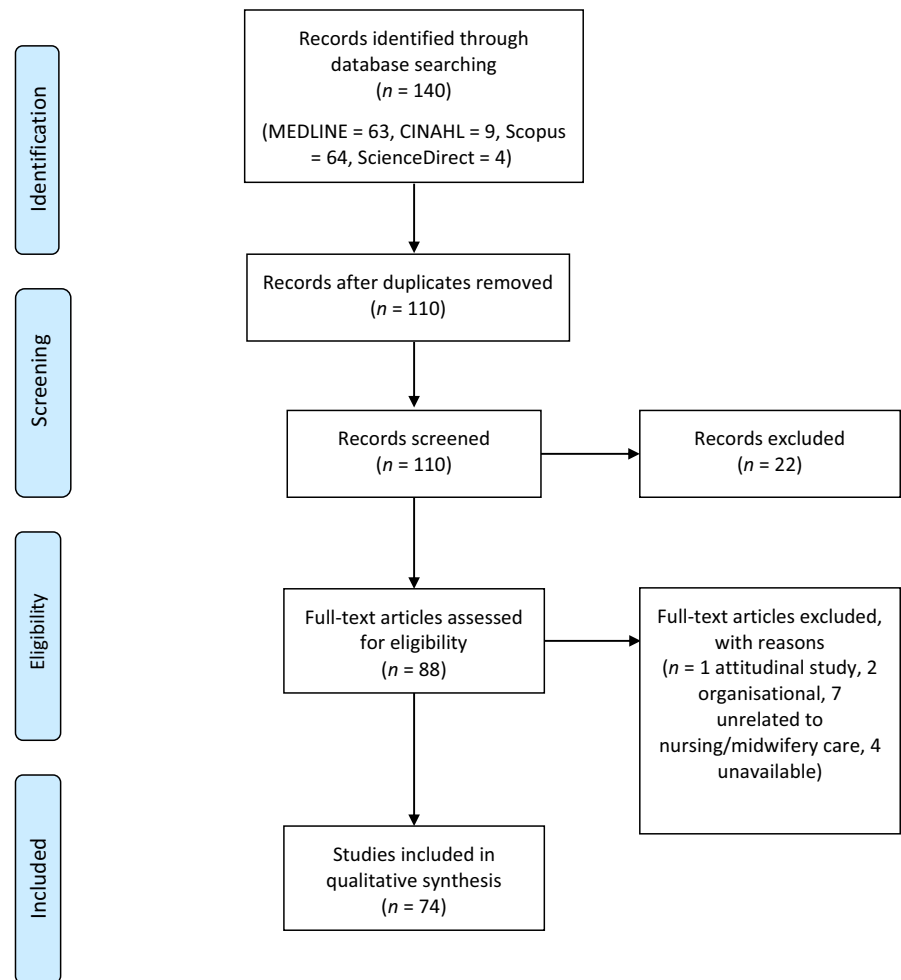 Identification
Records identified through
database searching
(n = 140)
(MEDLINE = 63, CINAHL = 9, Scopus
= 64, ScienceDirect = 4)
Records after duplicates removed
(n = 110)
Screening
Records screened
(n = 110)
Records excluded
(n = 22)
Eligibility
Full-text articles assessed
for eligibility
(n = 88)
Full-text articles excluded,
with reasons
(n = 1 attitudinal study, 2
organisational, 7
unrelated to
nursing/midwifery care, 4
unavailable)
Included
Studies included in
qualitative synthesis
(n = 74)